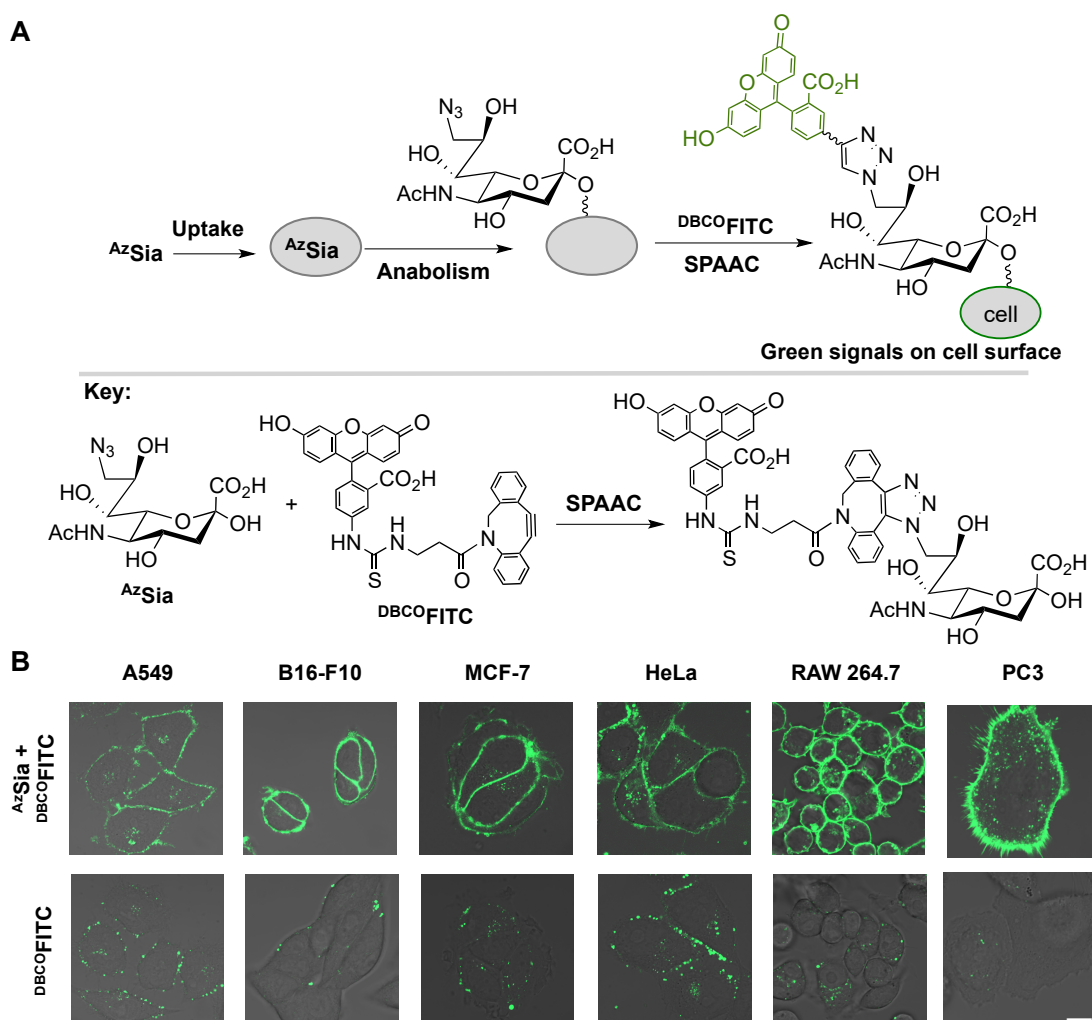 A
O
O
CO₂H
HO
N
N
N
OH
N₃
OH
HO
CO₂H
O
O
AcHN
HO
HO
CO₂H
O
O
AcHN
HO
Uptake
AzSia
AzSia
Anabolism
DBCOFITC
SPAAC
cell
Green signals on cell surface
Key:
HO
O
O
CO₂H
NH
H
N
S
O
N
DBCOFITC
N₃
OH
HO
CO₂H
O
OH
AcHN
HO
AzSia
+
SPAAC
HO
O
O
CO₂H
NH
H
N
S
O
N
N
N
N
OH
HO
CO₂H
O
OH
AcHN
HO
B
A549
B16-F10
MCF-7
HeLa
RAW 264.7
PC3
AzSia +
DBCOFITC
DBCOFITC